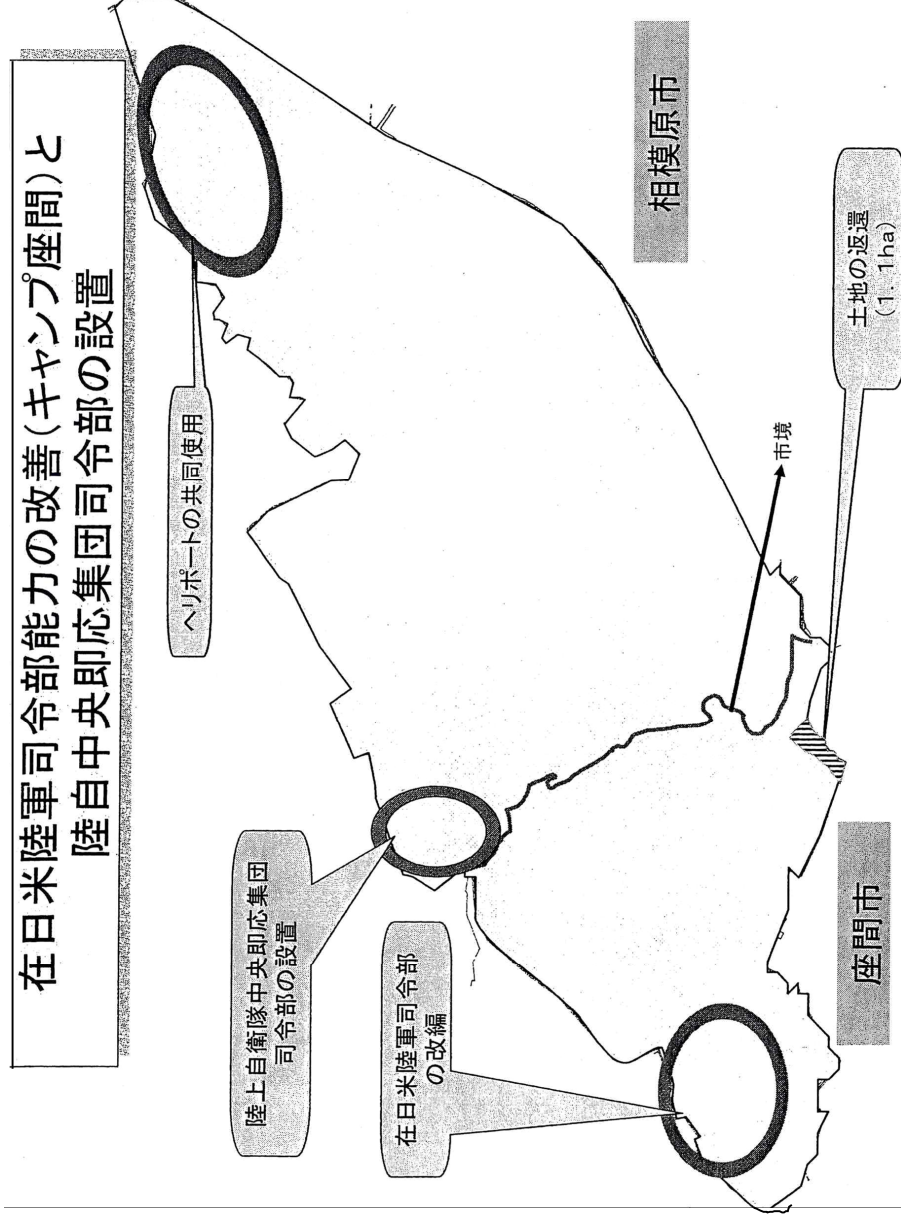 在日米陸軍司令部能力の改善(キャンプ座間)と
陸自中央即応集団司令部の設置
ヘリポートの共同使用
陸上自衛隊中央即応集団
司令部の設置
在日米陸軍司令部
の改編
相模原市
市境
土地の返還
(1.1ha)
座間市